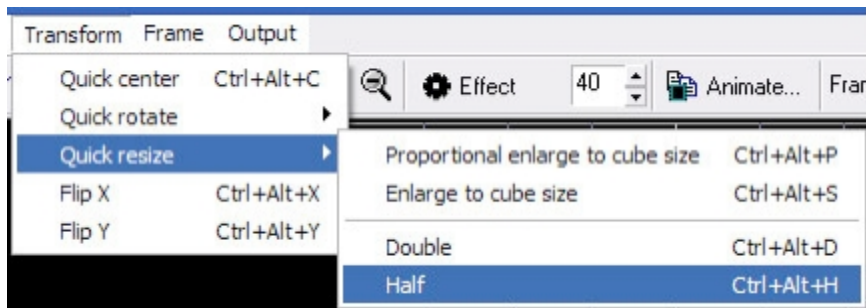 Transform Frame Output
Quick center Ctrl+Alt+C
Effect 40 Animate...
Quick rotate
Quick resize
Proportional enlarge to cube size Ctrl+Alt+P
Flip X Ctrl+Alt+X
Enlarge to cube size Ctrl+Alt+S
Flip Y Ctrl+Alt+Y
Double Ctrl+Alt+D
Half Ctrl+Alt+H